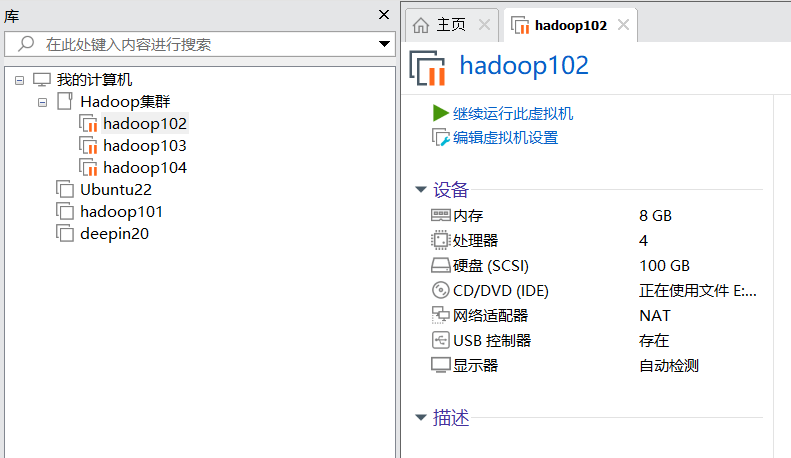 库
在此处键入内容进行搜索
我的计算机
Hadoop集群
hadoop102
hadoop103
hadoop104
Ubuntu22
hadoop101
deepin20
主页
hadoop102
hadoop102
继续运行此虚拟机
编辑虚拟机设置
设备
内存 8 GB
处理器 4
硬盘 (SCSI) 100 GB
CD/DVD (IDE) 正在使用文件 E:...
网络适配器 NAT
USB 控制器 存在
显示器 自动检测
描述